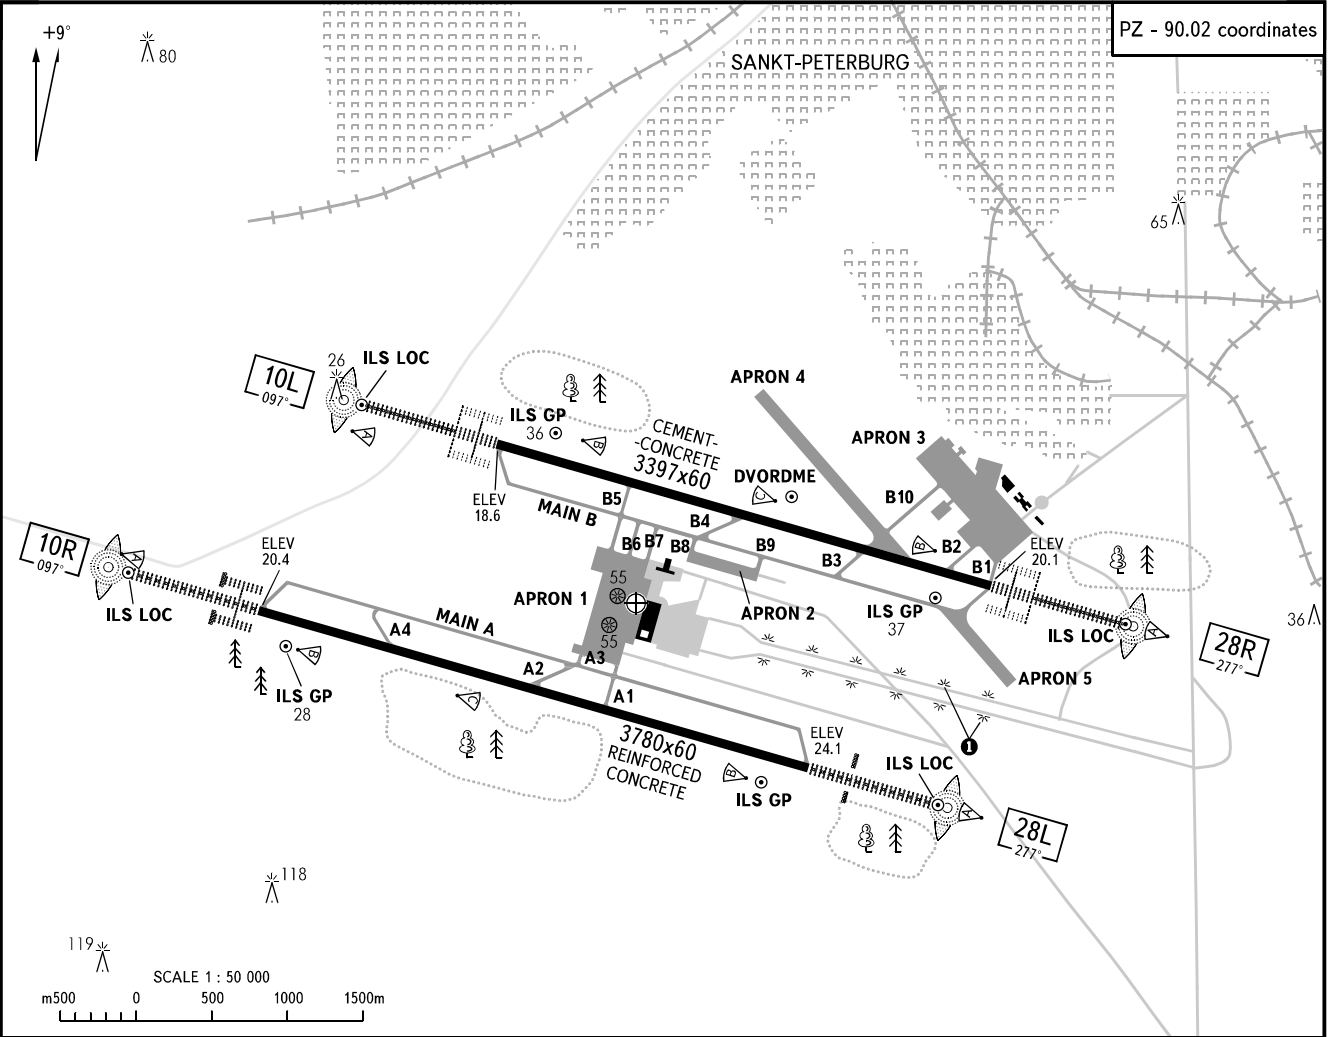 PZ - 90.02 coordinates
+9°
80
SANKT-PETERBURG
65
26
ILS LOC
10L
097°
ILS GP
36
A
B
CEMENT-
-CONCRETE
3397x60
APRON 4
APRON 3
DVORDME
C
ELEV
18.6
MAIN B
B5
B4
B10
B6
B7
B8
B9
B3
B
B2
B1
ELEV
20.1
10R
097°
A
ILS LOC
ELEV
20.4
APRON 1
55
55
APRON 2
ILS GP
37
ILS LOC
A
28R
277°
36
MAIN A
A4
A3
A2
A1
B
ILS GP
28
C
APRON 5
1
3780x60
REINFORCED
CONCRETE
ELEV
24.1
B
ILS GP
ILS LOC
A
28L
277°
118
119
SCALE 1 : 50 000
m500 0 500 1000 1500m